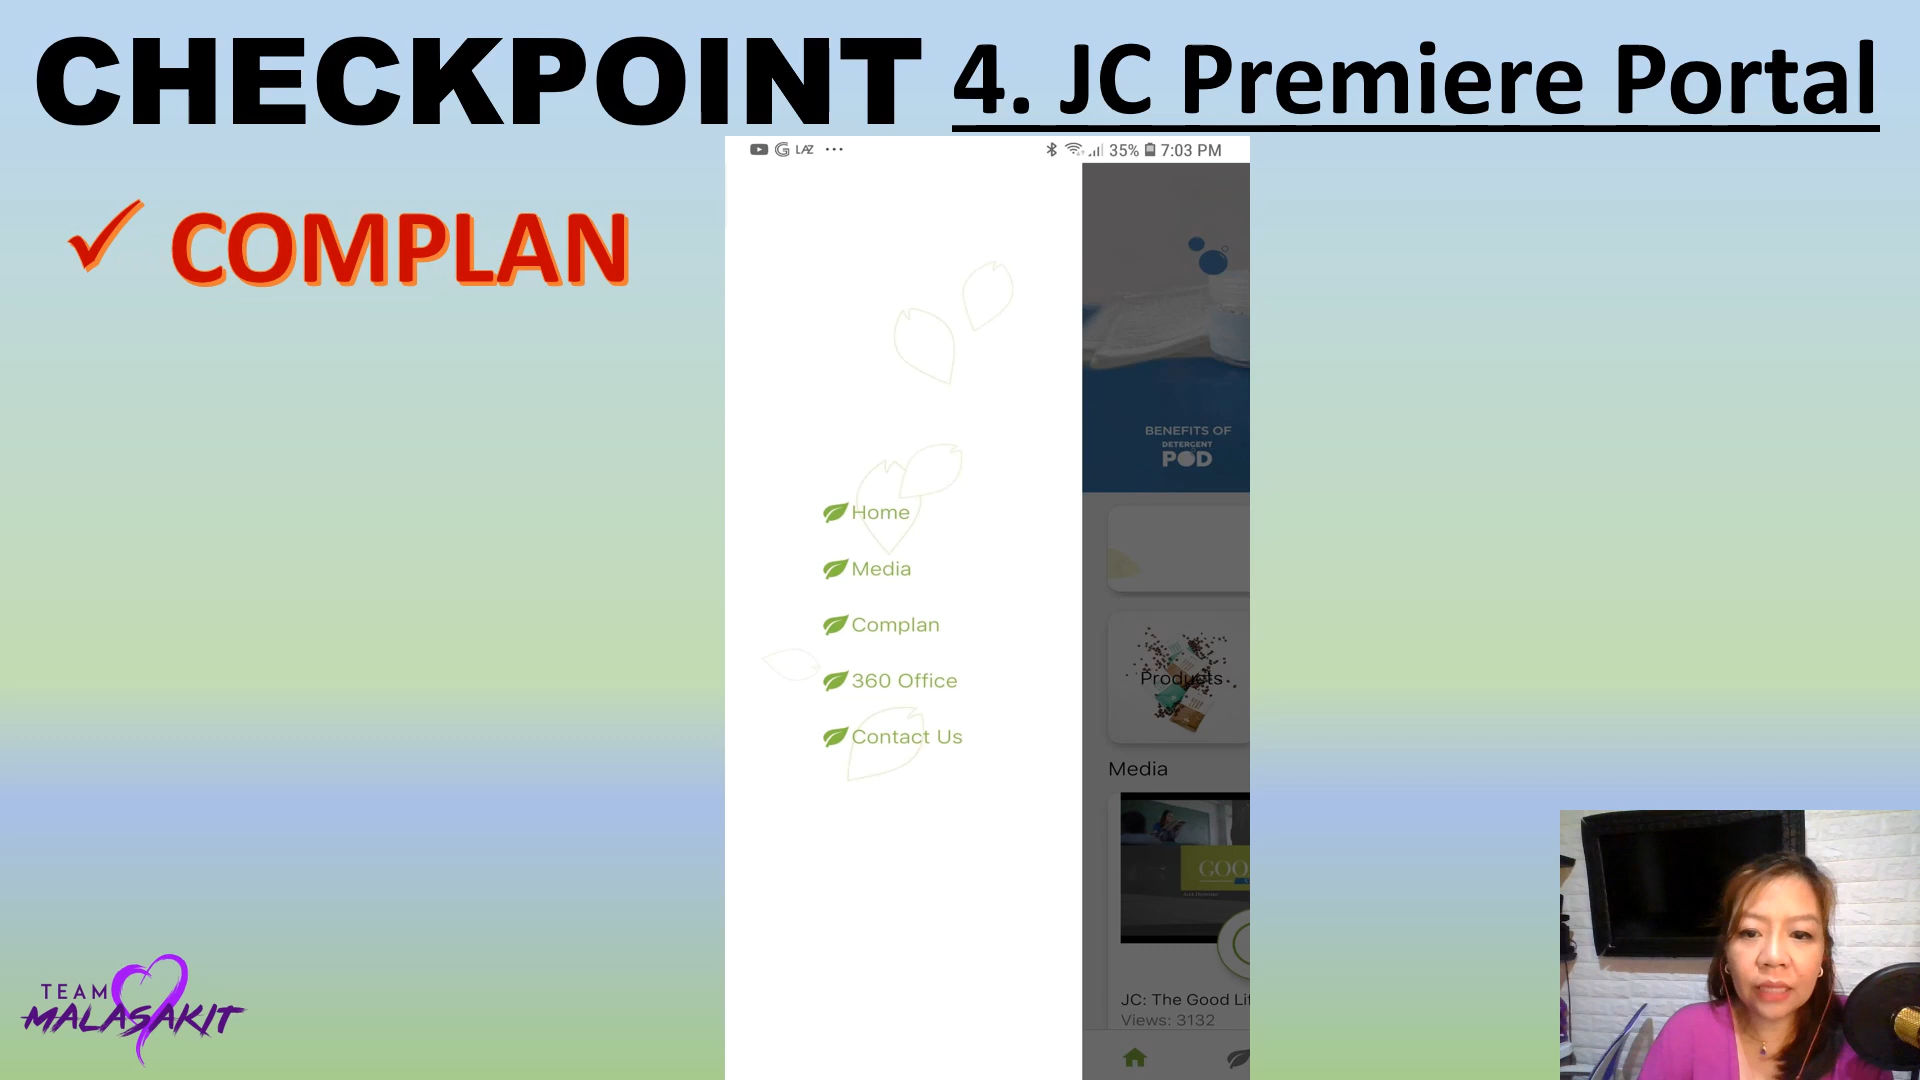 CHECKPOINT 4. JC Premiere Portal
LAZ ... 35% 7:03 PM
✓ COMPLAN
Home
Media
Complan
360 Office
Contact Us
BENEFITS OF
DETERGENT
POD
Products
Media
GOO
JC: The Good Li
Views: 3132
TEAM
MALASAKIT